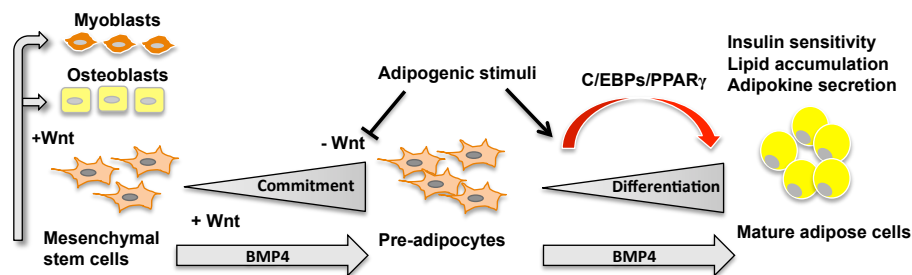 Myoblasts
Osteoblasts
+Wnt
Mesenchymal
stem cells
Adipogenic stimuli
- Wnt
Commitment
+ Wnt
BMP4
Pre-adipocytes
C/EBPs/PPARγ
Differentiation
BMP4
Insulin sensitivity
Lipid accumulation
Adipokine secretion
Mature adipose cells